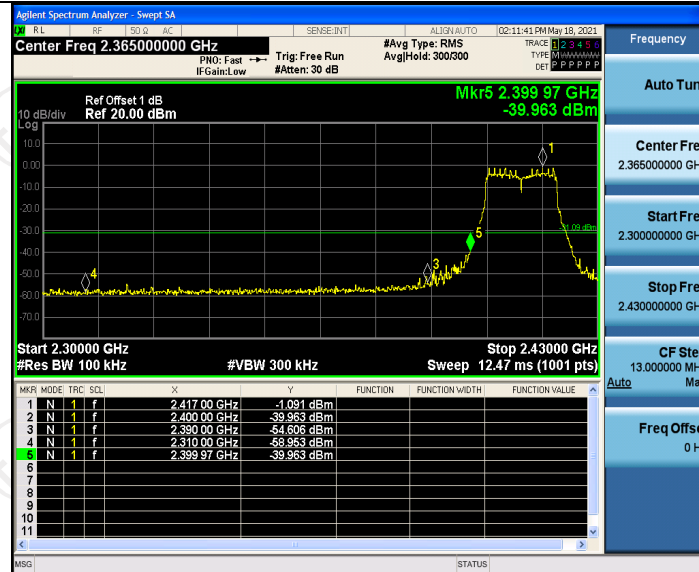 Agilent Spectrum Analyzer - Swept SA
LXI RL RF 50 Ω AC SENSE:INT ALIGNAUTO 02:11:41 PM May 18, 2021
Center Freq 2.365000000 GHz #Avg Type: RMS TRACE 1 2 3 4 5 6
PNO: Fast Trig: Free Run Avg|Hold: 300/300 TYPE M
IFGain:Low #Atten: 30 dB DET P P P P P P
Mkr5 2.399 97 GHz
-39.963 dBm
Ref Offset 1 dB
10 dB/div Ref 20.00 dBm
Log
10.0
0.00
-10.0
-20.0
-30.0
-40.0
-50.0
-60.0
-70.0
1
5
3
4
-31.09 dBm
Start 2.30000 GHz Stop 2.43000 GHz
#Res BW 100 kHz #VBW 300 kHz Sweep 12.47 ms (1001 pts)
MKR MODE TRC SCL X Y FUNCTION FUNCTION WIDTH FUNCTION VALUE
1 N 1 f 2.417 00 GHz -1.091 dBm
2 N 1 f 2.400 00 GHz -39.963 dBm
3 N 1 f 2.390 00 GHz -54.606 dBm
4 N 1 f 2.310 00 GHz -58.953 dBm
5 N 1 f 2.399 97 GHz -39.963 dBm
6
7
8
9
10
11
MSG STATUS
Frequency
Auto Tun
Center Fre
2.365000000 GH
Start Fre
2.300000000 GH
Stop Fre
2.430000000 GH
CF Ste
13.000000 MH
Auto Ma
Freq Offse
0 H